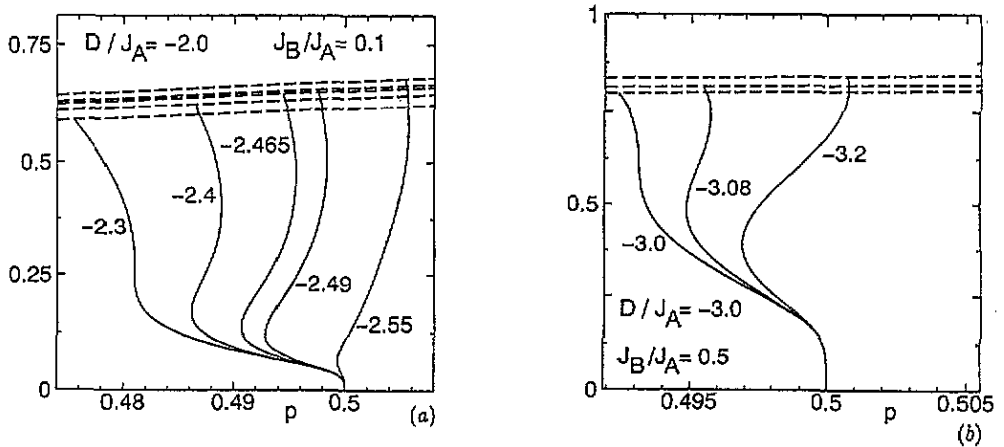 D / J_A = -2.0 J_B / J_A = 0.1
0.75
0.5
0.25
0
-2.3
-2.4
-2.465
-2.49
-2.55
0.48 0.49 0.5
p (a)
1
0.5
0
-3.0
-3.08
-3.2
D / J_A = -3.0
J_B / J_A = 0.5
0.495 0.5 p 0.505
(b)